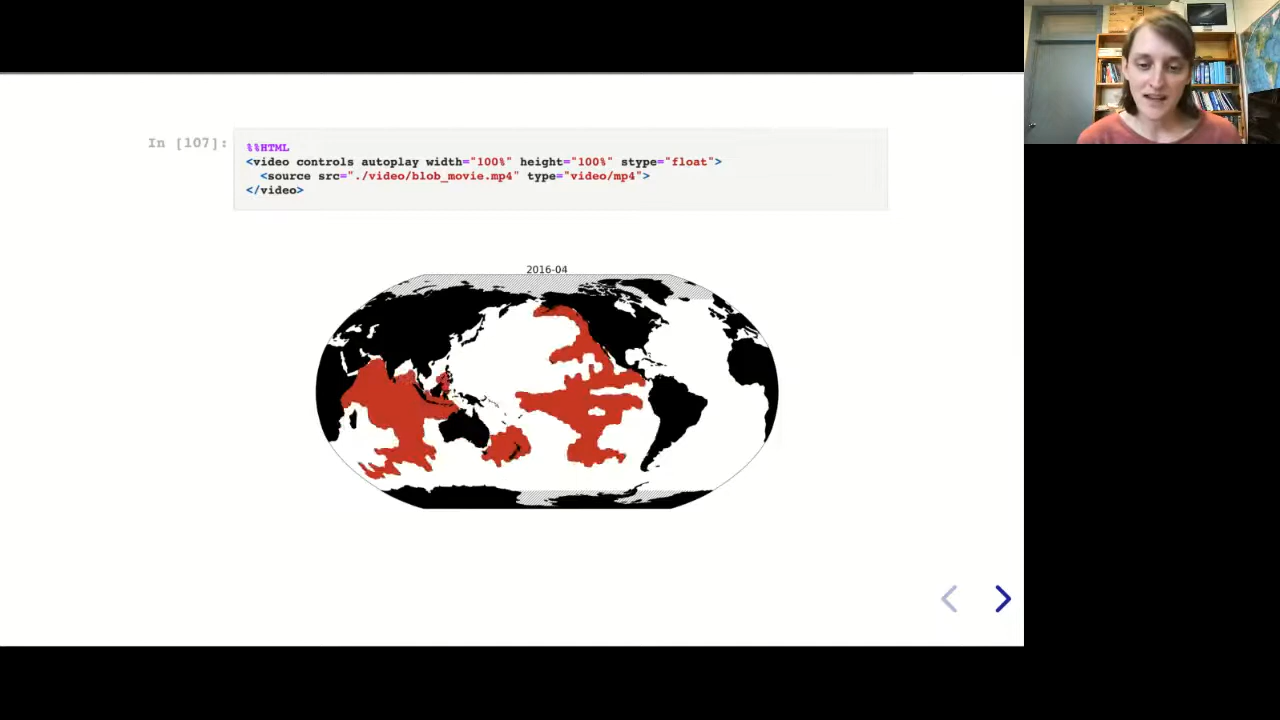 In [107]:
%%HTML
<video controls autoplay width="100%" height="100%" stype="float">
  <source src="./video/blob_movie.mp4" type="video/mp4">
</video>
2016-04